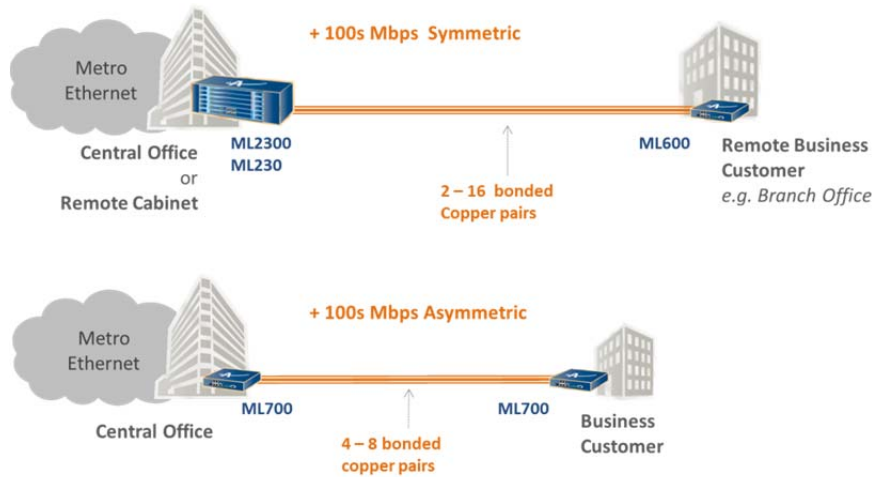 + 100s Mbps Symmetric
Metro
Ethernet
ML2300
ML230
ML600
Central Office
or
Remote Cabinet
Remote Business
Customer
e.g. Branch Office
2 – 16 bonded
Copper pairs
+ 100s Mbps Asymmetric
Metro
Ethernet
ML700
ML700
Central Office
Business
Customer
4 – 8 bonded
copper pairs